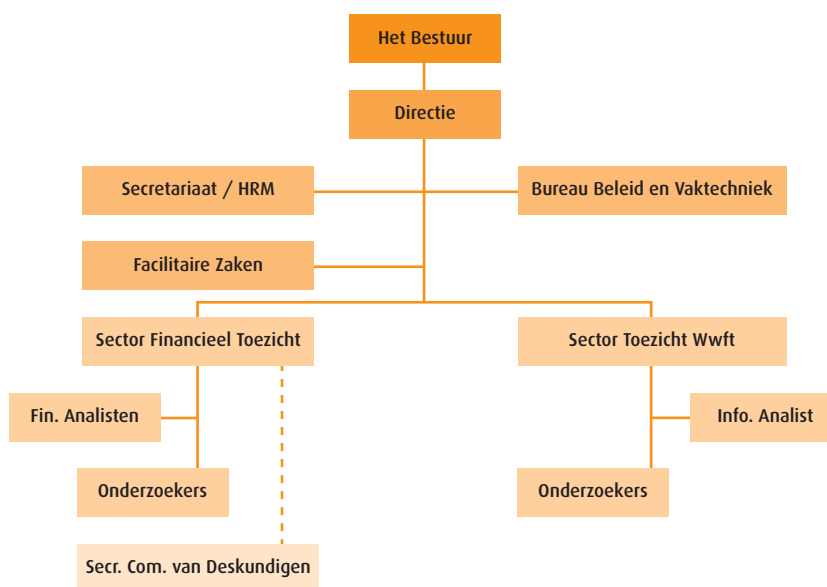 Het Bestuur
Directie
Secretariaat / HRM
Bureau Beleid en Vaktechniek
Facilitaire Zaken
Sector Financieel Toezicht
Sector Toezicht Wwft
Fin. Analisten
Info. Analist
Onderzoekers
Onderzoekers
Secr. Com. van Deskundigen